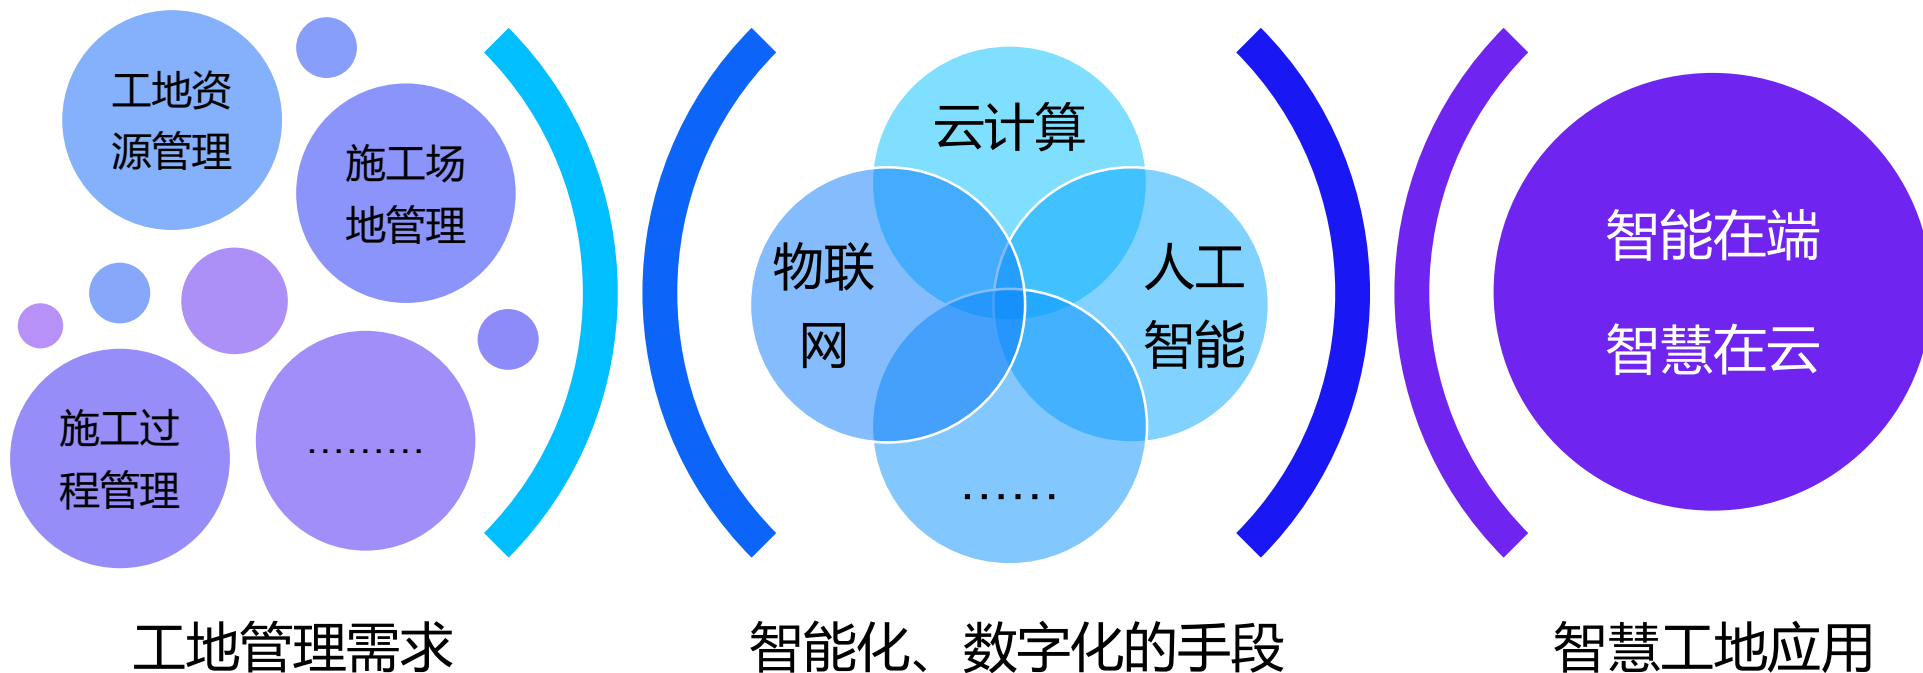 工地资
源管理
施工场
地管理
施工过
程管理
………
工地管理需求
云计算
物联
网
人工
智能
……
智能化、数字化的手段
智能在端
智慧在云
智慧工地应用